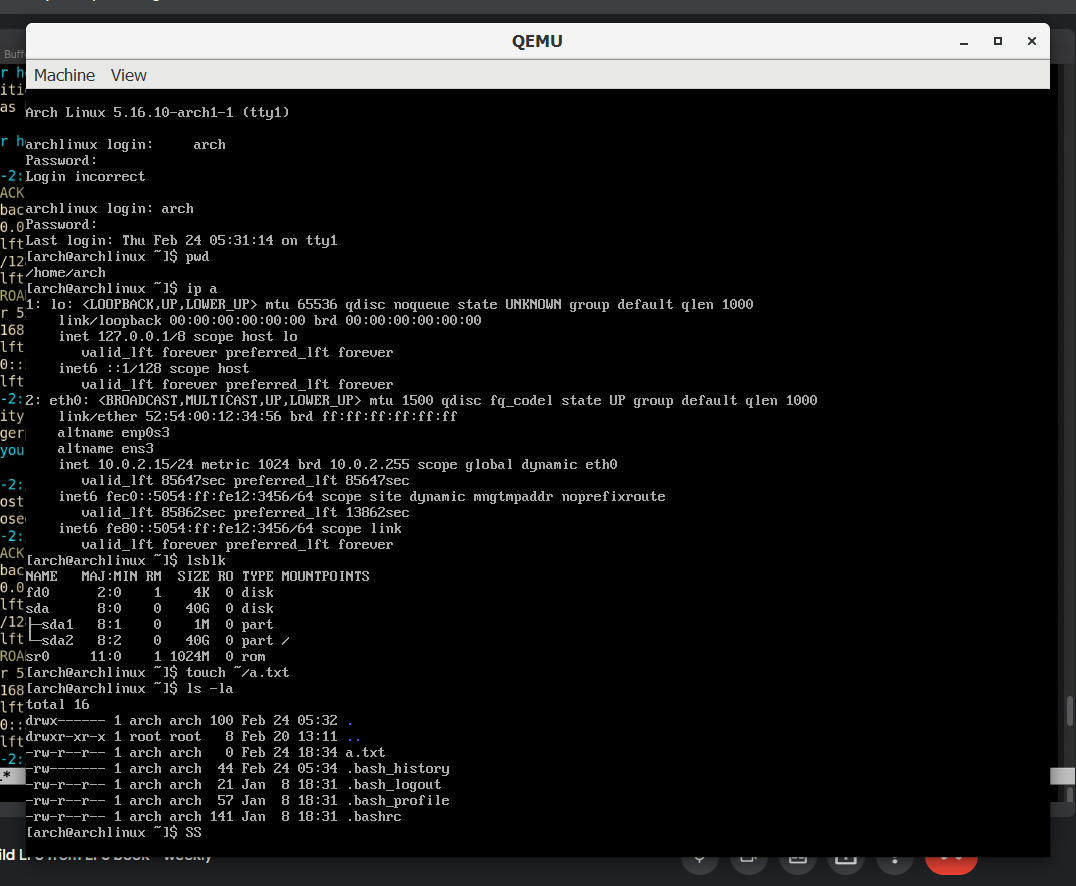 QEMU
Machine View
Buff
Arch Linux 5.16.10-arch1-1 (tty1)
archlinux login:     arch
Password:
Login incorrect
archlinux login: arch
Password:
Last login: Thu Feb 24 05:31:14 on tty1
[arch@archlinux ~]$ pwd
/home/arch
[arch@archlinux ~]$ ip a
1: lo: <LOOPBACK,UP,LOWER_UP> mtu 65536 qdisc noqueue state UNKNOWN group default qlen 1000
    link/loopback 00:00:00:00:00:00 brd 00:00:00:00:00:00
    inet 127.0.0.1/8 scope host lo
       valid_lft forever preferred_lft forever
    inet6 ::1/128 scope host
       valid_lft forever preferred_lft forever
2: eth0: <BROADCAST,MULTICAST,UP,LOWER_UP> mtu 1500 qdisc fq_codel state UP group default qlen 1000
    link/ether 52:54:00:12:34:56 brd ff:ff:ff:ff:ff:ff
    altname enp0s3
    altname ens3
    inet 10.0.2.15/24 metric 1024 brd 10.0.2.255 scope global dynamic eth0
       valid_lft 85647sec preferred_lft 85647sec
    inet6 fec0::5054:ff:fe12:3456/64 scope site dynamic mngtmpaddr noprefixroute
       valid_lft 85862sec preferred_lft 13862sec
    inet6 fe80::5054:ff:fe12:3456/64 scope link
       valid_lft forever preferred_lft forever
[arch@archlinux ~]$ lsblk
NAME   MAJ:MIN RM  SIZE RO TYPE MOUNTPOINTS
fd0      2:0    1    4K  0 disk
sda      8:0    0   40G  0 disk
├─sda1   8:1    0    1M  0 part
└─sda2   8:2    0   40G  0 part /
sr0     11:0    1 1024M  0 rom
[arch@archlinux ~]$ touch ~/a.txt
[arch@archlinux ~]$ ls -la
total 16
drwx------ 1 arch arch 100 Feb 24 05:32 .
drwxr-xr-x 1 root root   8 Feb 20 13:11 ..
-rw-r--r-- 1 arch arch   0 Feb 24 18:34 a.txt
-rw------- 1 arch arch  44 Feb 24 05:34 .bash_history
-rw-r--r-- 1 arch arch  21 Jan  8 18:31 .bash_logout
-rw-r--r-- 1 arch arch  57 Jan  8 18:31 .bash_profile
-rw-r--r-- 1 arch arch 141 Jan  8 18:31 .bashrc
[arch@archlinux ~]$ SS